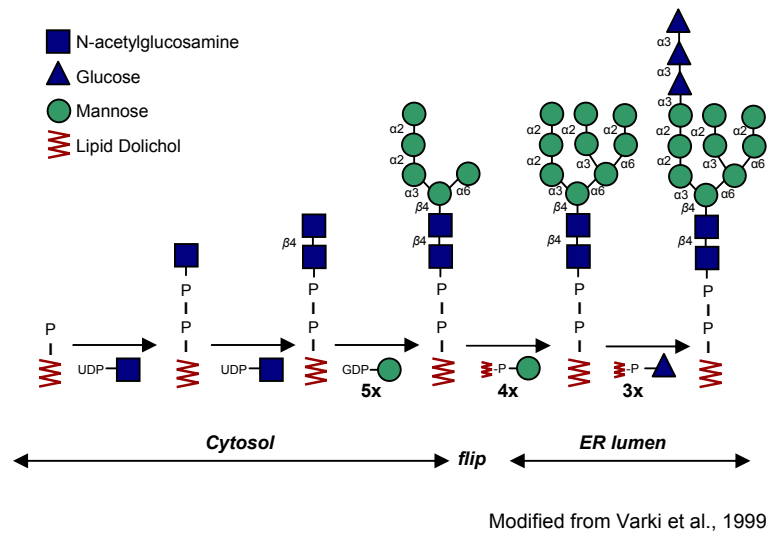 N-acetylglucosamine
Glucose
Mannose
Lipid Dolichol
α3
α3
α3
α2
α2
α3
α6
β4
β4
α2
α2
α2
α2
α3
α3
α6
β4
β4
α2
α2
α2
α2
α3
α3
α6
β4
β4
β4
P
P
P
P
P
P
P
P
P
P
P
UDP
UDP
GDP
5x
-P
4x
-P
3x
Cytosol
flip
ER lumen
Modified from Varki et al., 1999